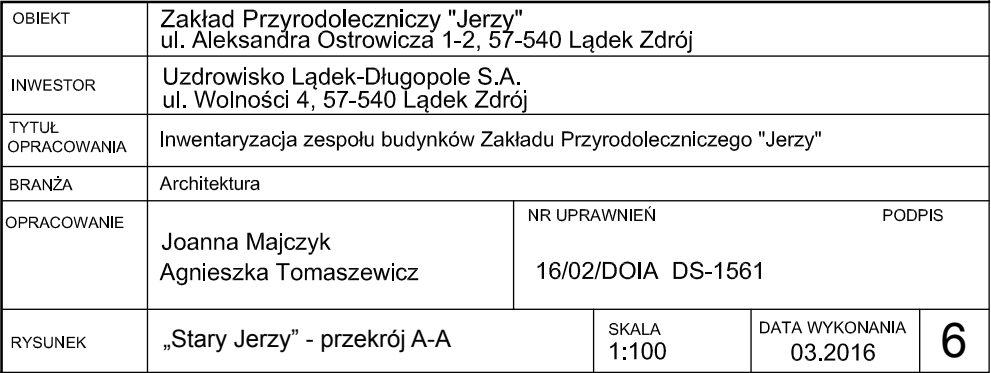 OBIEKT
Zakład Przyrodoleczniczy "Jerzy"
ul. Aleksandra Ostrowicza 1-2, 57-540 Lądek Zdrój
INWESTOR
Uzdrowisko Lądek-Długopole S.A.
ul. Wolności 4, 57-540 Lądek Zdrój
TYTUŁ
OPRACOWANIA
Inwentaryzacja zespołu budynków Zakładu Przyrodoleczniczego "Jerzy"
BRANŻA
Architektura
OPRACOWANIE
Joanna Majczyk
Agnieszka Tomaszewicz
NR UPRAWNIEŃ
PODPIS
16/02/DOIA DS-1561
RYSUNEK
„Stary Jerzy” - przekrój A-A
SKALA
1:100
DATA WYKONANIA
03.2016
6